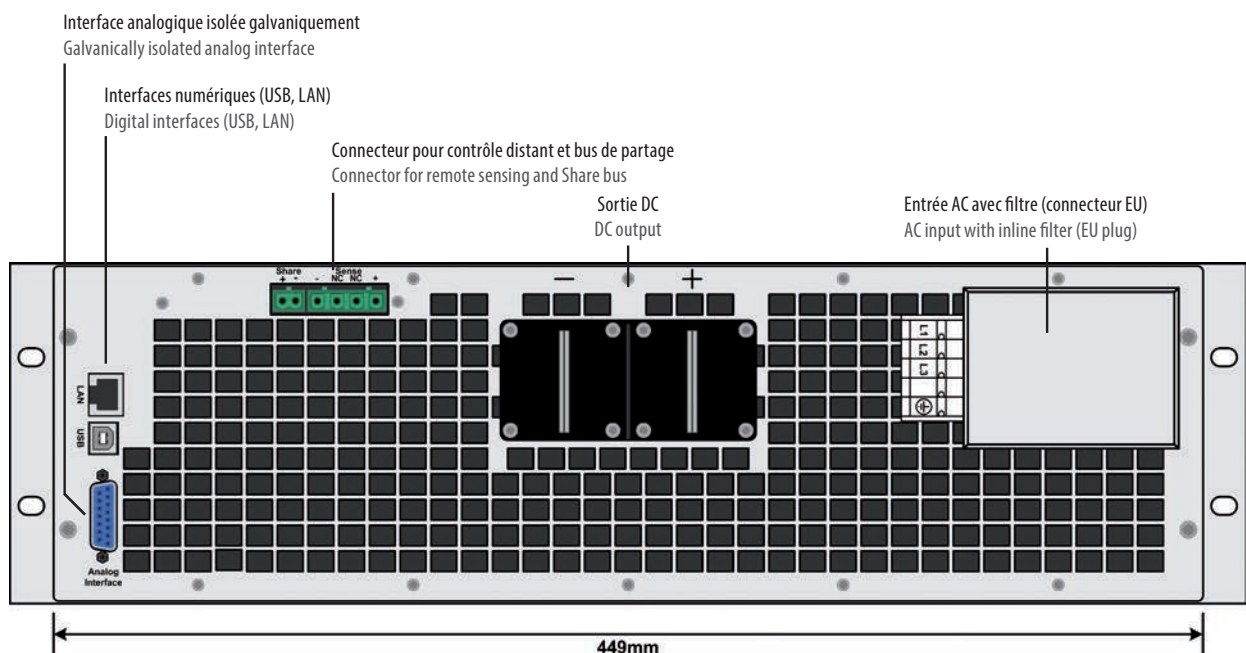 Interface analogique isolée galvaniquement
Galvanically isolated analog interface
Interfaces numériques (USB, LAN)
Digital interfaces (USB, LAN)
Connecteur pour contrôle distant et bus de partage
Connector for remote sensing and Share bus
Sortie DC
DC output
Entrée AC avec filtre (connecteur EU)
AC input with inline filter (EU plug)
Share Sense
+ - - NC NC +
− +
L1
L2
L3
LAN
USB
Analog
Interface
449mm